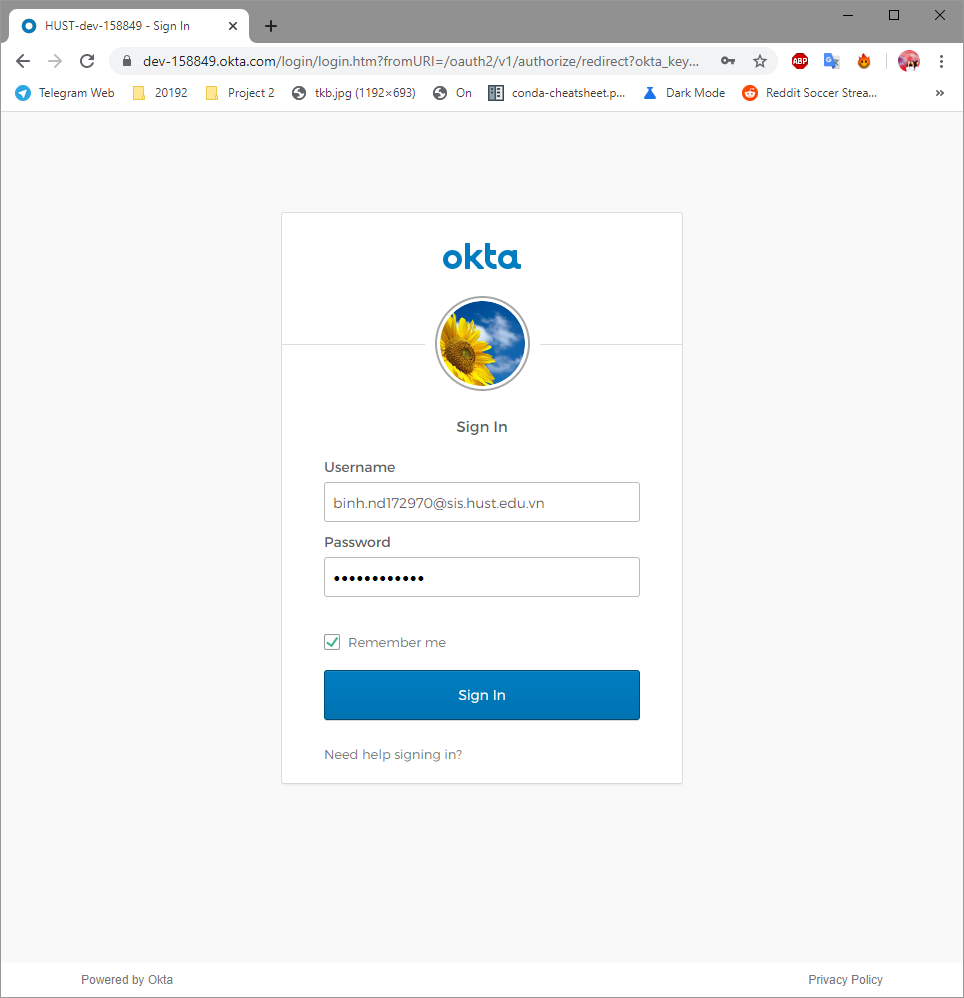 HUST-dev-158849 - Sign In
dev-158849.okta.com/login/login.htm?fromURI=/oauth2/v1/authorize/redirect?okta_key...
ABP
Telegram Web 20192 Project 2 tkb.jpg (1192×693) On conda-cheatsheet.p... Dark Mode Reddit Soccer Strea... »
okta
Sign In
Username
binh.nd172970@sis.hust.edu.vn
Password
••••••••••••
Remember me
Sign In
Need help signing in?
Powered by Okta Privacy Policy